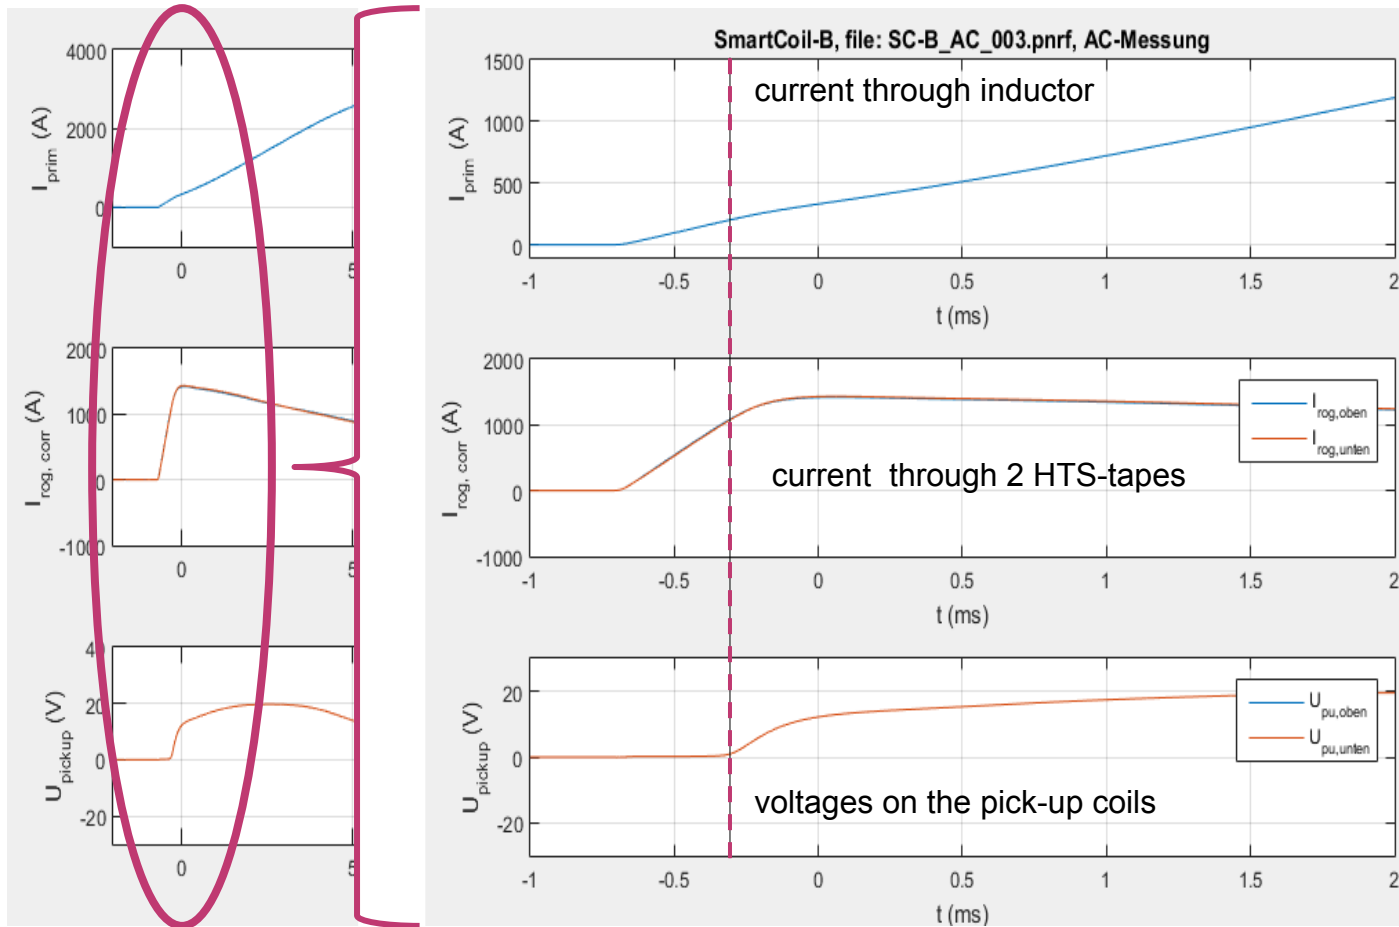 4000
2000
0
I_prim (A)
0
5
2000
1000
0
-1000
I_rog, corr (A)
0
5
40
20
0
-20
U_pickup (V)
0
5
SmartCoil-B, file: SC-B_AC_003.pnrf, AC-Messung
1500
1000
500
0
I_prim (A)
current through inductor
-1 -0.5 0 0.5 1 1.5 2
t (ms)
2000
1000
0
-1000
I_rog, corr (A)
I_rog,oben
I_rog,unten
current through 2 HTS-tapes
-1 -0.5 0 0.5 1 1.5 2
t (ms)
20
0
-20
U_pickup (V)
U_pu,oben
U_pu,unten
voltages on the pick-up coils
-1 -0.5 0 0.5 1 1.5 2
t (ms)